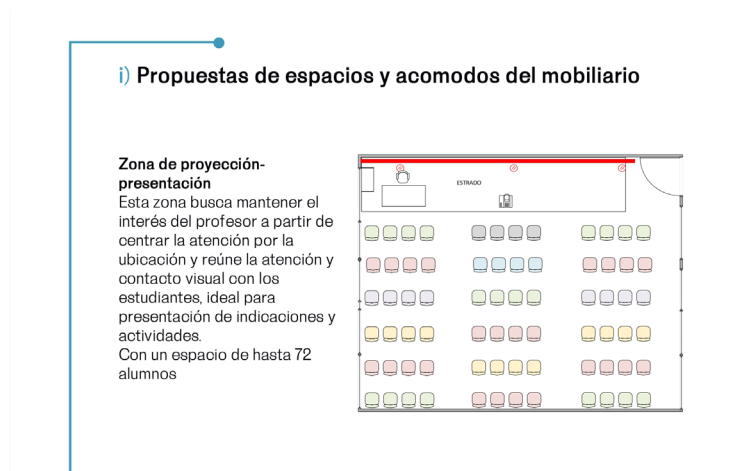 i) Propuestas de espacios y acomodos del mobiliario
Zona de proyección-
presentación
Esta zona busca mantener el
interés del profesor a partir de
centrar la atención por la
ubicación y reúne la atención y
contacto visual con los
estudiantes, ideal para
presentación de indicaciones y
actividades.
Con un espacio de hasta 72
alumnos
ESTRADO